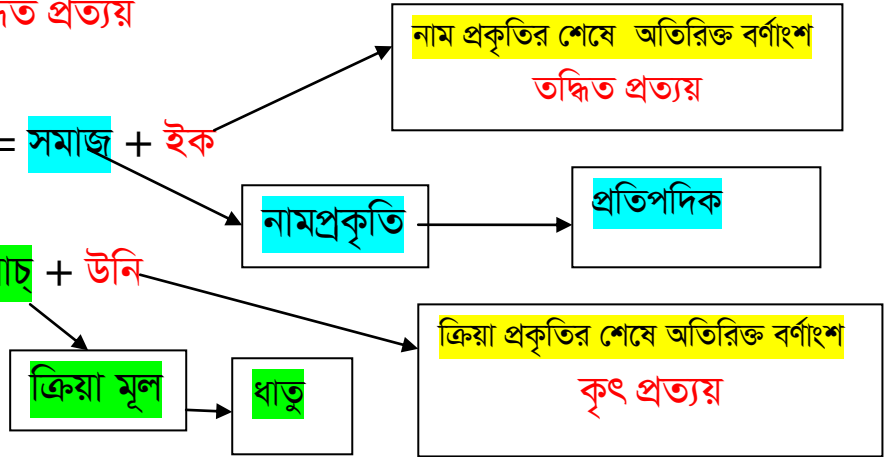 দ্ধিত প্রত্যয়
নাম প্রকৃতির শেষে অতিরিক্ত বর্ণাংশ
তদ্ধিত প্রত্যয়
= সমাজ + ইক
নামপ্রকৃতি
প্রতিপদিক
াচ্ + উনি
ক্রিয়া প্রকৃতির শেষে অতিরিক্ত বর্ণাংশ
কৃৎ প্রত্যয়
ক্রিয়া মূল
ধাতু